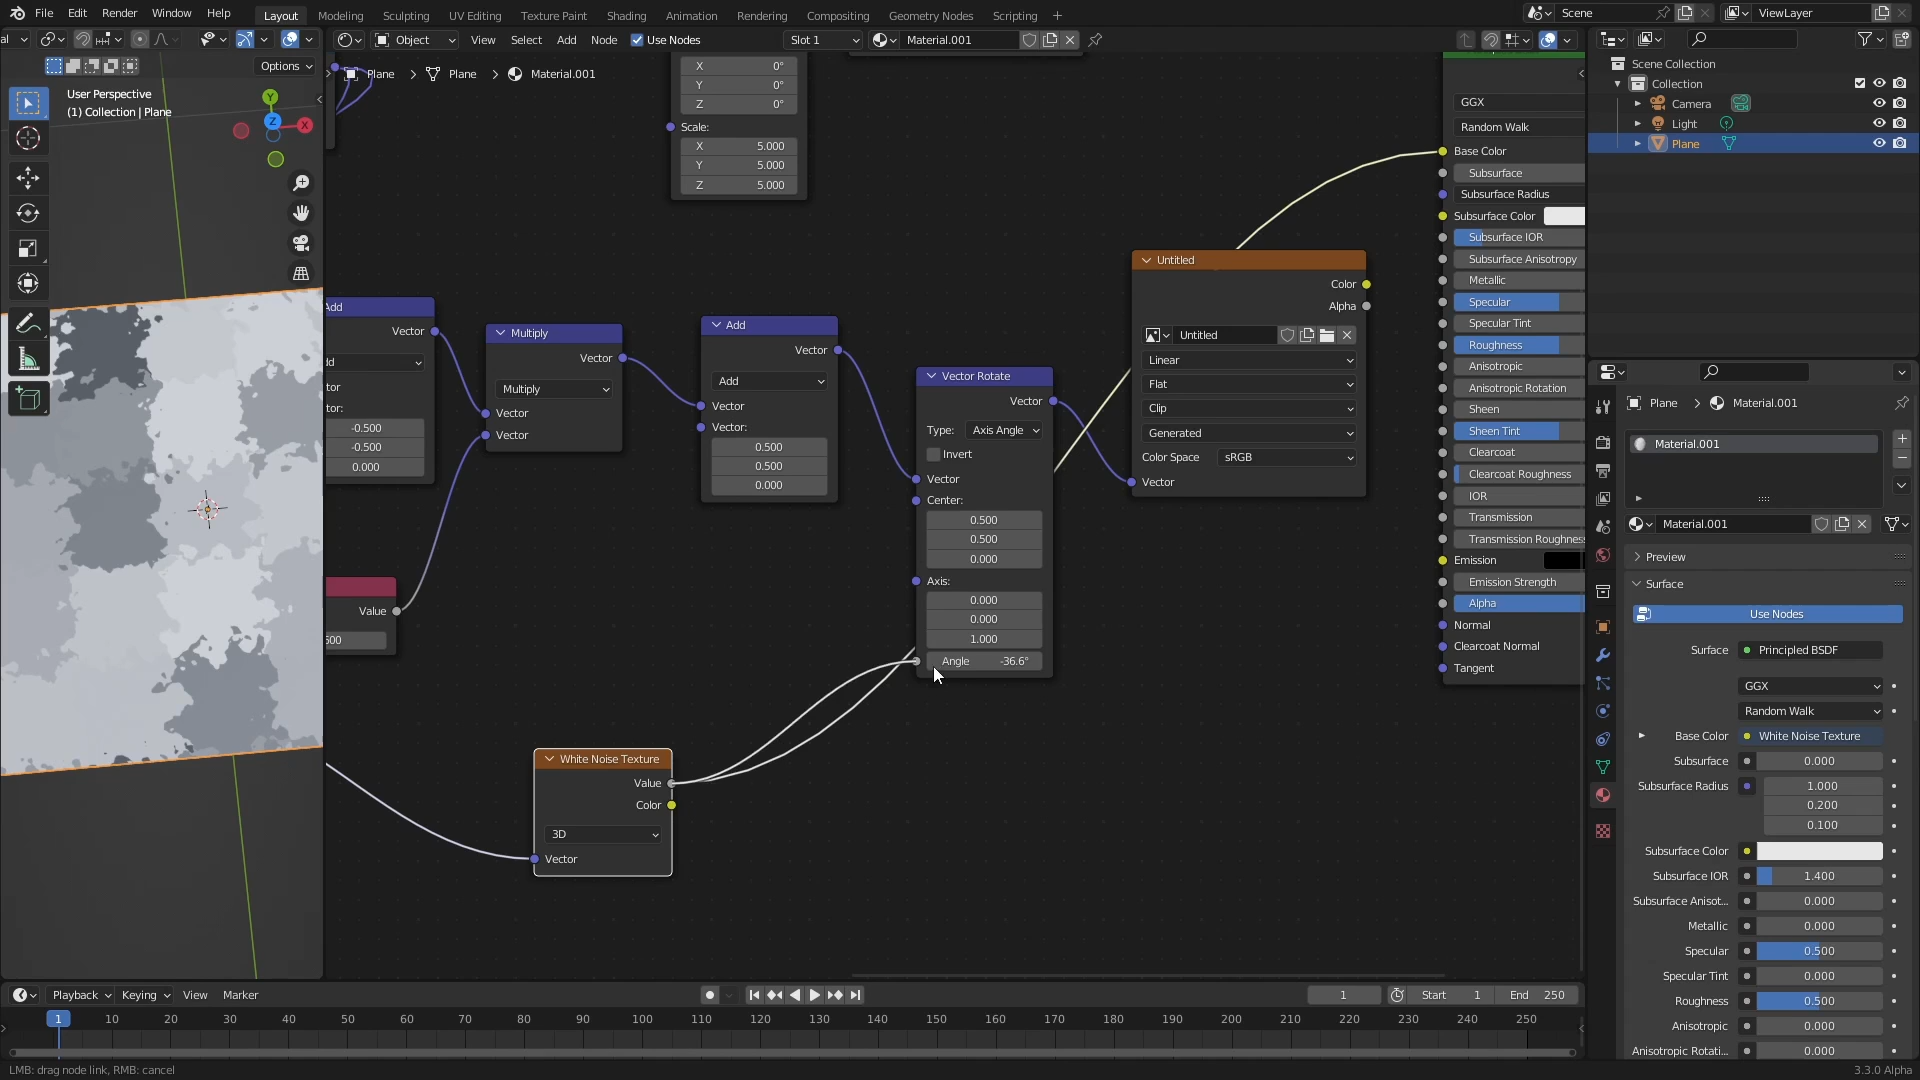 File Edit Render Window Help
Layout Modeling Sculpting UV Editing Texture Paint Shading Animation Rendering Compositing Geometry Nodes Scripting +
Scene
ViewLayer
al
Object View Select Add Node Use Nodes
Slot 1
Material.001
Options
Plane > Plane > Material.001
User Perspective
(1) Collection | Plane
Y
Z
X
X 0°
Y 0°
Z 0°
Scale:
X 5.000
Y 5.000
Z 5.000
Add
Vector
dd
tor
tor:
-0.500
-0.500
0.000
Value
500
Multiply
Vector
Multiply
Vector
Vector
Add
Vector
Add
Vector
Vector:
0.500
0.500
0.000
Vector Rotate
Vector
Type: Axis Angle
Invert
Vector
Center:
0.500
0.500
0.000
Axis:
0.000
0.000
1.000
Angle -36.6°
White Noise Texture
Value
Color
3D
Vector
Untitled
Color
Alpha
Untitled
Linear
Flat
Clip
Generated
Color Space sRGB
Vector
GGX
Random Walk
Base Color
Subsurface
Subsurface Radius
Subsurface Color
Subsurface IOR
Subsurface Anisotropy
Metallic
Specular
Specular Tint
Roughness
Anisotropic
Anisotropic Rotation
Sheen
Sheen Tint
Clearcoat
Clearcoat Roughness
IOR
Transmission
Transmission Roughness
Emission
Emission Strength
Alpha
Normal
Clearcoat Normal
Tangent
Scene Collection
Collection
Camera
Light
Plane
Plane > Material.001
Material.001
Material.001
Preview
Surface
Use Nodes
Surface Principled BSDF
GGX
Random Walk
Base Color White Noise Texture
Subsurface 0.000
Subsurface Radius 1.000
0.200
0.100
Subsurface Color
Subsurface IOR 1.400
Subsurface Anisot... 0.000
Metallic 0.000
Specular 0.500
Specular Tint 0.000
Roughness 0.500
Anisotropic 0.000
Anisotropic Rotati... 0.000
Playback Keying View Marker
1 Start 1 End 250
1 10 20 30 40 50 60 70 80 90 100 110 120 130 140 150 160 170 180 190 200 210 220 230 240 250
LMB: drag node link, RMB: cancel
3.3.0 Alpha